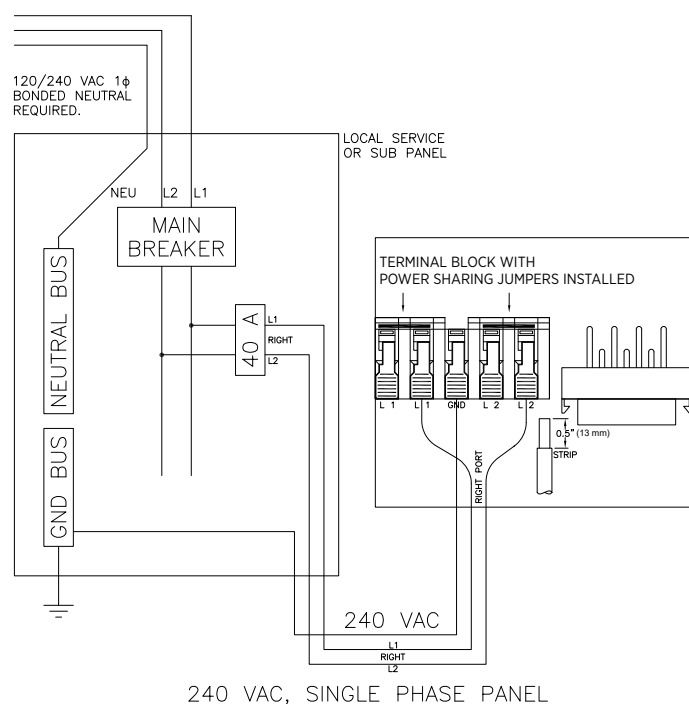 120/240 VAC 1ϕ
BONDED NEUTRAL
REQUIRED.
LOCAL SERVICE
OR SUB PANEL
NEU L2 L1
MAIN
BREAKER
NEUTRAL BUS
40 A
L1
RIGHT
L2
GND BUS
TERMINAL BLOCK WITH
POWER SHARING JUMPERS INSTALLED
L 1 L 1 GND L 2 L 2
0.5" (13 mm)
STRIP
RIGHT PORT
240 VAC
L1
RIGHT
L2
240 VAC, SINGLE PHASE PANEL